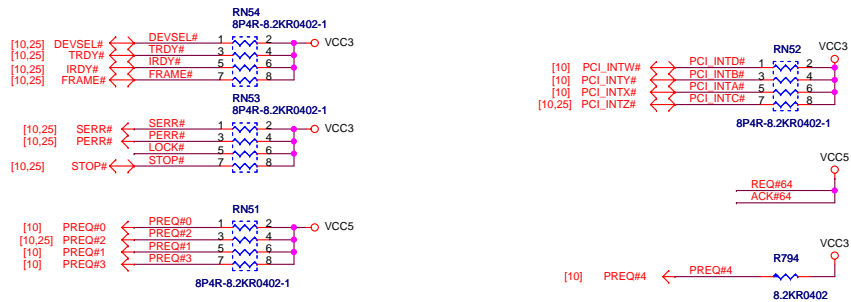 RN54
8P4R-8.2KR0402-1
[10,25] DEVSEL# DEVSEL# 1 2 VCC3
[10,25] TRDY# TRDY# 3 4
[10,25] IRDY# IRDY# 5 6
[10,25] FRAME# FRAME# 7 8
RN53
8P4R-8.2KR0402-1
[10,25] SERR# SERR# 1 2 VCC3
[10,25] PERR# PERR# 3 4
LOCK# 5 6
[10,25] STOP# STOP# 7 8
RN51
[10] PREQ#0 PREQ#0 1 2 VCC5
[10,25] PREQ#2 PREQ#2 3 4
[10] PREQ#1 PREQ#1 5 6
[10] PREQ#3 PREQ#3 7 8
8P4R-8.2KR0402-1
RN52 VCC3
[10] PCI_INTW# PCI_INTD# 1 2
[10] PCI_INTY# PCI_INTB# 3 4
[10] PCI_INTX# PCI_INTA# 5 6
[10,25] PCI_INTZ# PCI_INTC# 7 8
8P4R-8.2KR0402-1
VCC5
REQ#64
ACK#64
R794 VCC3
[10] PREQ#4 PREQ#4
8.2KR0402